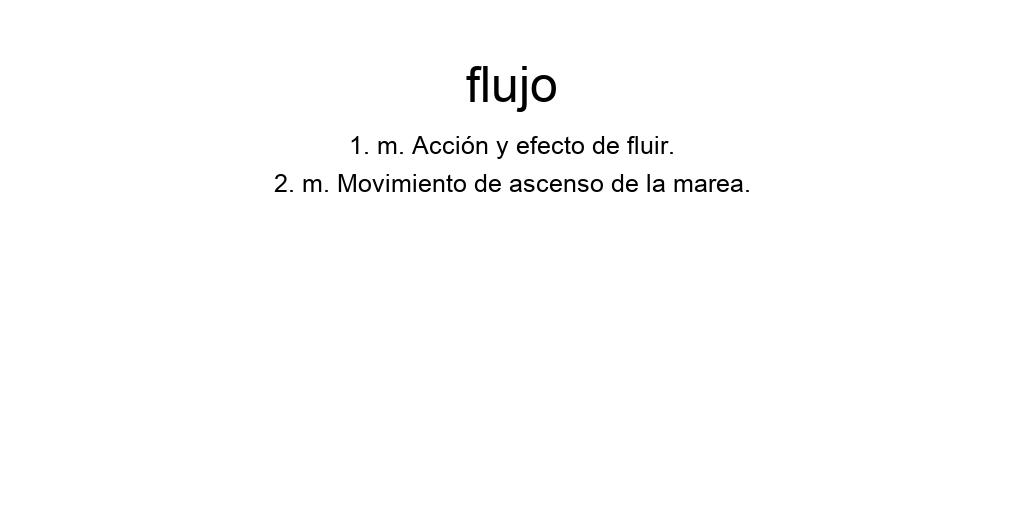 flujo
1. m. Acción y efecto de fluir.
2. m. Movimiento de ascenso de la marea.